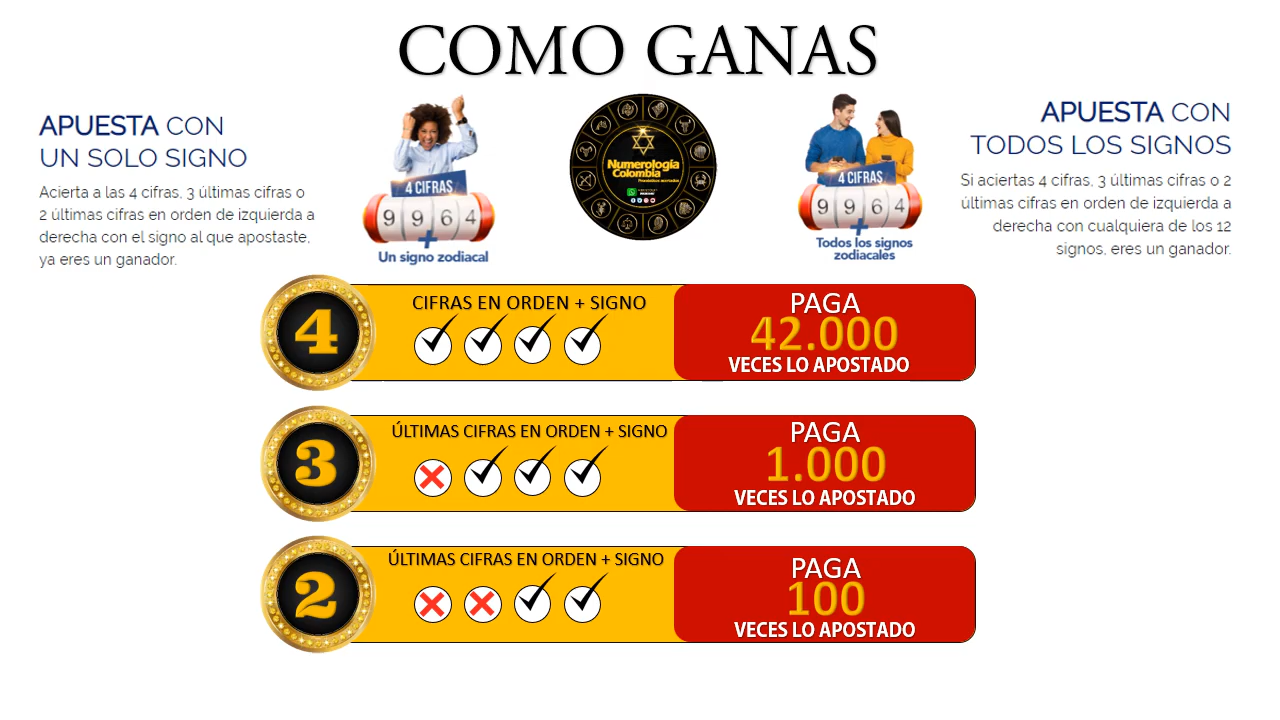 COMO GANAS
APUESTA CON
UN SOLO SIGNO
Acierta a las 4 cifras, 3 últimas cifras o
2 últimas cifras en orden de izquierda a
derecha con el signo al que apostaste,
ya eres un ganador.
4 CIFRAS
9 9 6 4
+
Un signo zodiacal
Numerología
Colombia
4 CIFRAS
9 9 6 4
+
Todos los signos
zodiacales
APUESTA CON
TODOS LOS SIGNOS
Si aciertas 4 cifras, 3 últimas cifras o 2
últimas cifras en orden de izquierda a
derecha con cualquiera de los 12
signos, eres un ganador.
4
CIFRAS EN ORDEN + SIGNO
PAGA
42.000
VECES LO APOSTADO
3
ÚLTIMAS CIFRAS EN ORDEN + SIGNO
PAGA
1.000
VECES LO APOSTADO
2
ÚLTIMAS CIFRAS EN ORDEN + SIGNO
PAGA
100
VECES LO APOSTADO